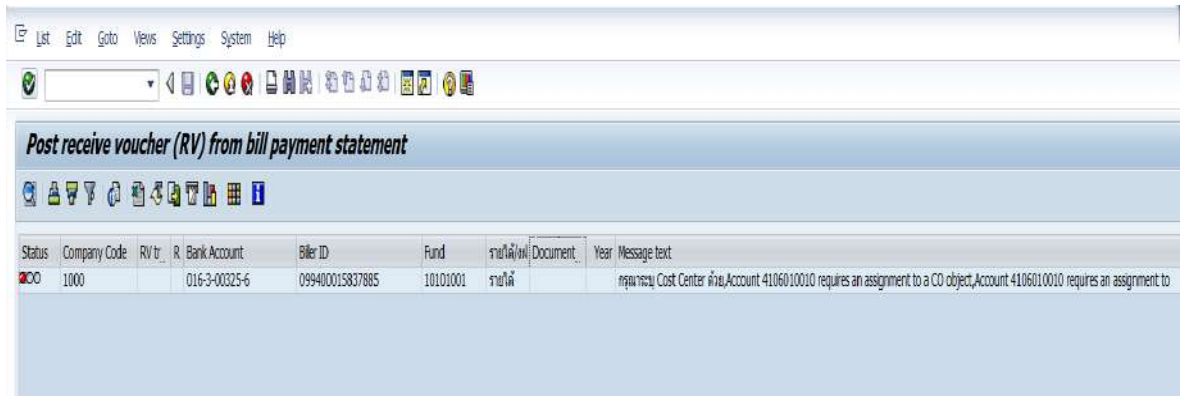 List Edit Goto Views Settings System Help
Post receive voucher (RV) from bill payment statement
Status Company Code RV tr R Bank Account Biller ID Fund รายได้/งปม Document Year Message text
1000 016-3-00325-6 099400015837885 10101001 รายได้ กรุณาระบุ Cost Center ด้วย,Account 4106010010 requires an assignment to a CO object,Account 4106010010 requires an assignment to